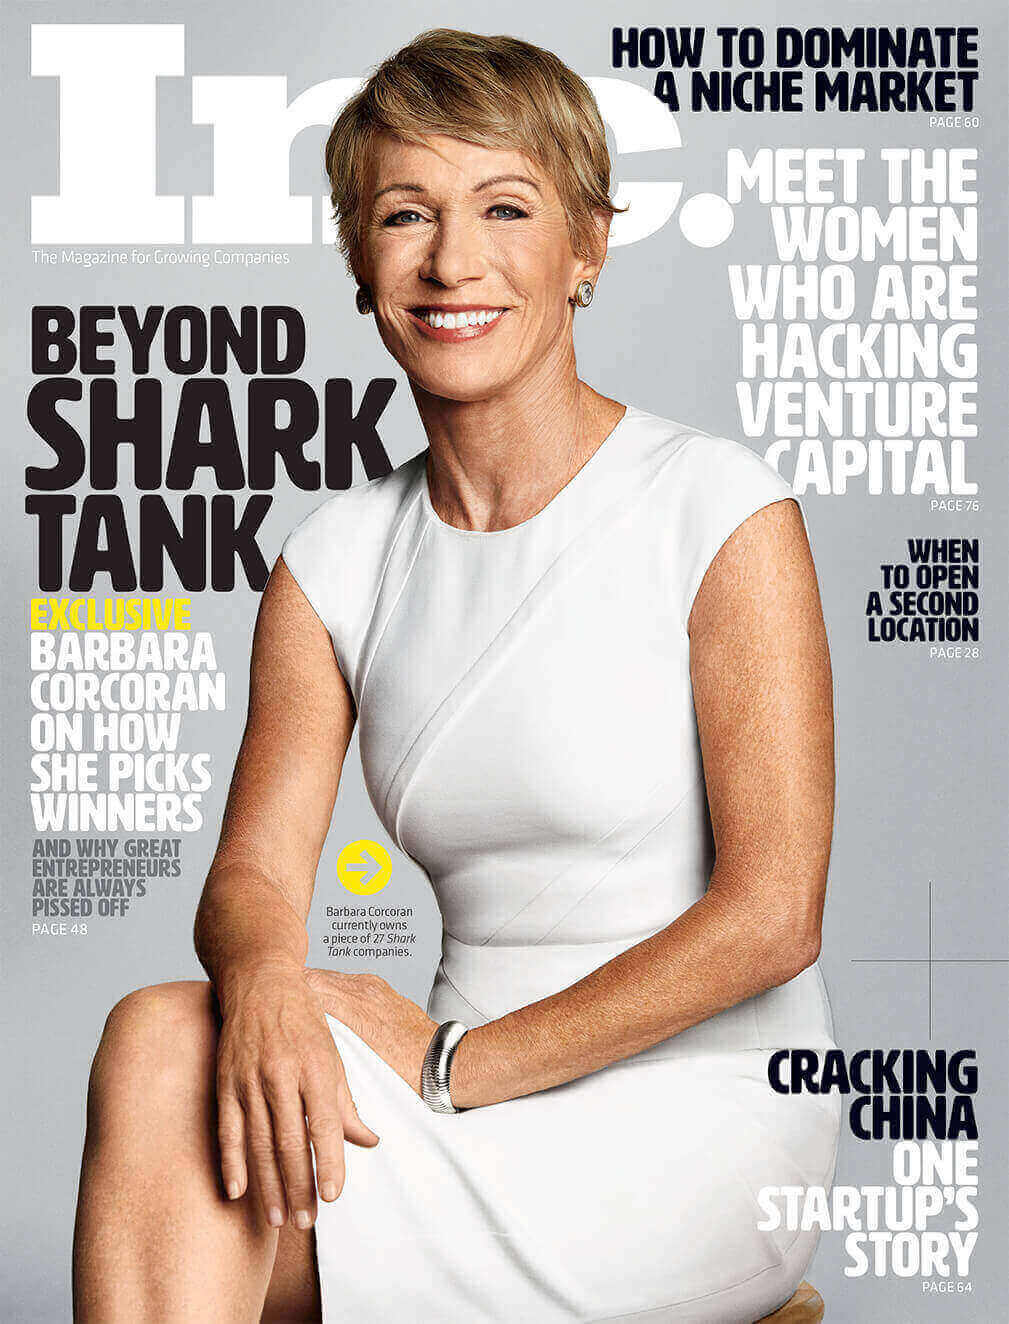 Inc.
The Magazine for Growing Companies
HOW TO DOMINATE
A NICHE MARKET
PAGE 60
MEET THE
WOMEN
WHO ARE
HACKING
VENTURE
CAPITAL
PAGE 76
WHEN
TO OPEN
A SECOND
LOCATION
PAGE 28
BEYOND
SHARK
TANK
EXCLUSIVE
BARBARA
CORCORAN
ON HOW
SHE PICKS
WINNERS
AND WHY GREAT
ENTREPRENEURS
ARE ALWAYS
PISSED OFF
PAGE 48
Barbara Corcoran
currently owns
a piece of 27 Shark
Tank companies.
CRACKING
CHINA
ONE
STARTUP'S
STORY
PAGE 64